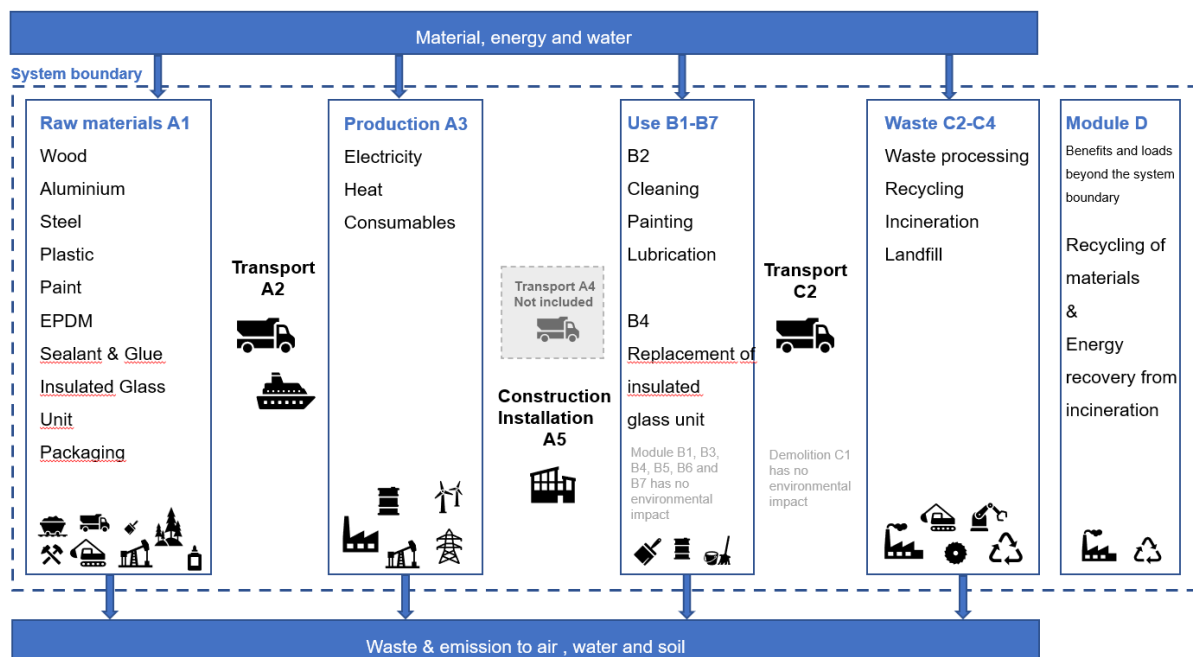 Material, energy and water
System boundary
Raw materials A1
Wood
Aluminium
Steel
Plastic
Paint
EPDM
Sealant & Glue
Insulated Glass
Unit
Packaging
Transport
A2
Production A3
Electricity
Heat
Consumables
Transport A4
Not included
Construction
Installation
A5
Use B1-B7
B2
Cleaning
Painting
Lubrication
B4
Replacement of
insulated
glass unit
Module B1, B3,
B4, B5, B6 and
B7 has no
environmental
impact
Transport
C2
Demolition C1
has no
environmental
impact
Waste C2-C4
Waste processing
Recycling
Incineration
Landfill
Module D
Benefits and loads
beyond the system
boundary
Recycling of
materials
&
Energy
recovery from
incineration
Waste & emission to air , water and soil